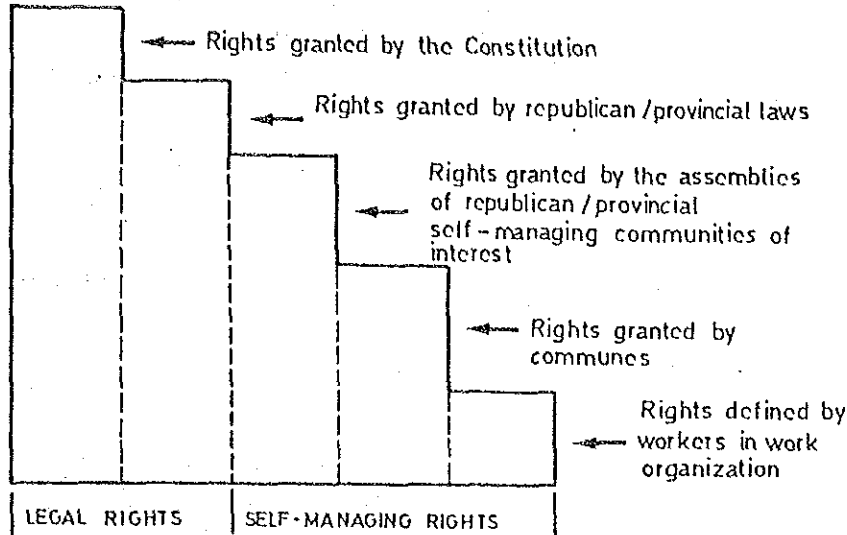 Rights granted by the Constitution
Rights granted by republican/provincial laws
Rights granted by the assemblies
of republican/provincial
self-managing communities of
interest
Rights granted by
communes
Rights defined by
workers in work
organization
LEGAL RIGHTS
SELF-MANAGING RIGHTS